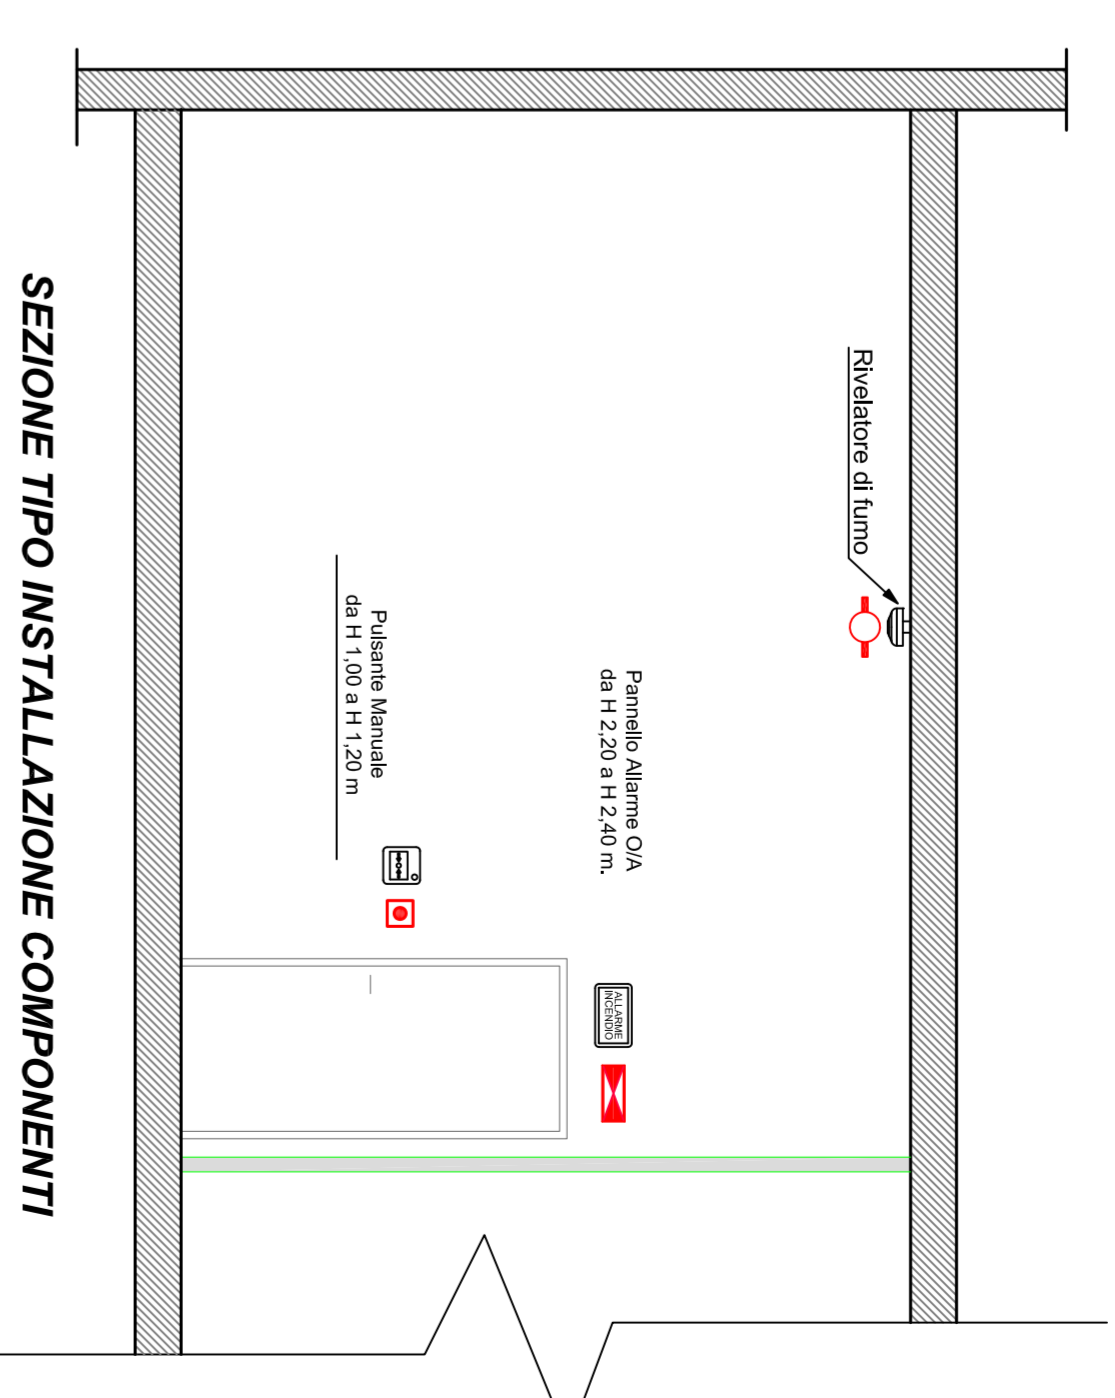 Rivelatore di fumo
Pannello Allarme O/A
da H 2,20 a H 2,40 m.
ALLARME
INCENDIO
Pulsante Manuale
da H 1,00 a H 1,20 m
SEZIONE TIPO INSTALLAZIONE COMPONENTI